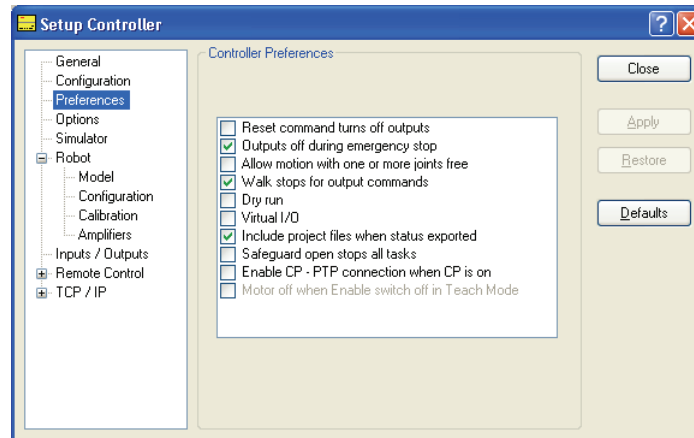 Setup Controller
General
Configuration
Preferences
Options
Simulator
Robot
Model
Configuration
Calibration
Amplifiers
Inputs / Outputs
Remote Control
TCP / IP
Controller Preferences
Reset command turns off outputs
Outputs off during emergency stop
Allow motion with one or more joints free
Walk stops for output commands
Dry run
Virtual I/O
Include project files when status exported
Safeguard open stops all tasks
Enable CP - PTP connection when CP is on
Motor off when Enable switch off in Teach Mode
Close
Apply
Restore
Defaults